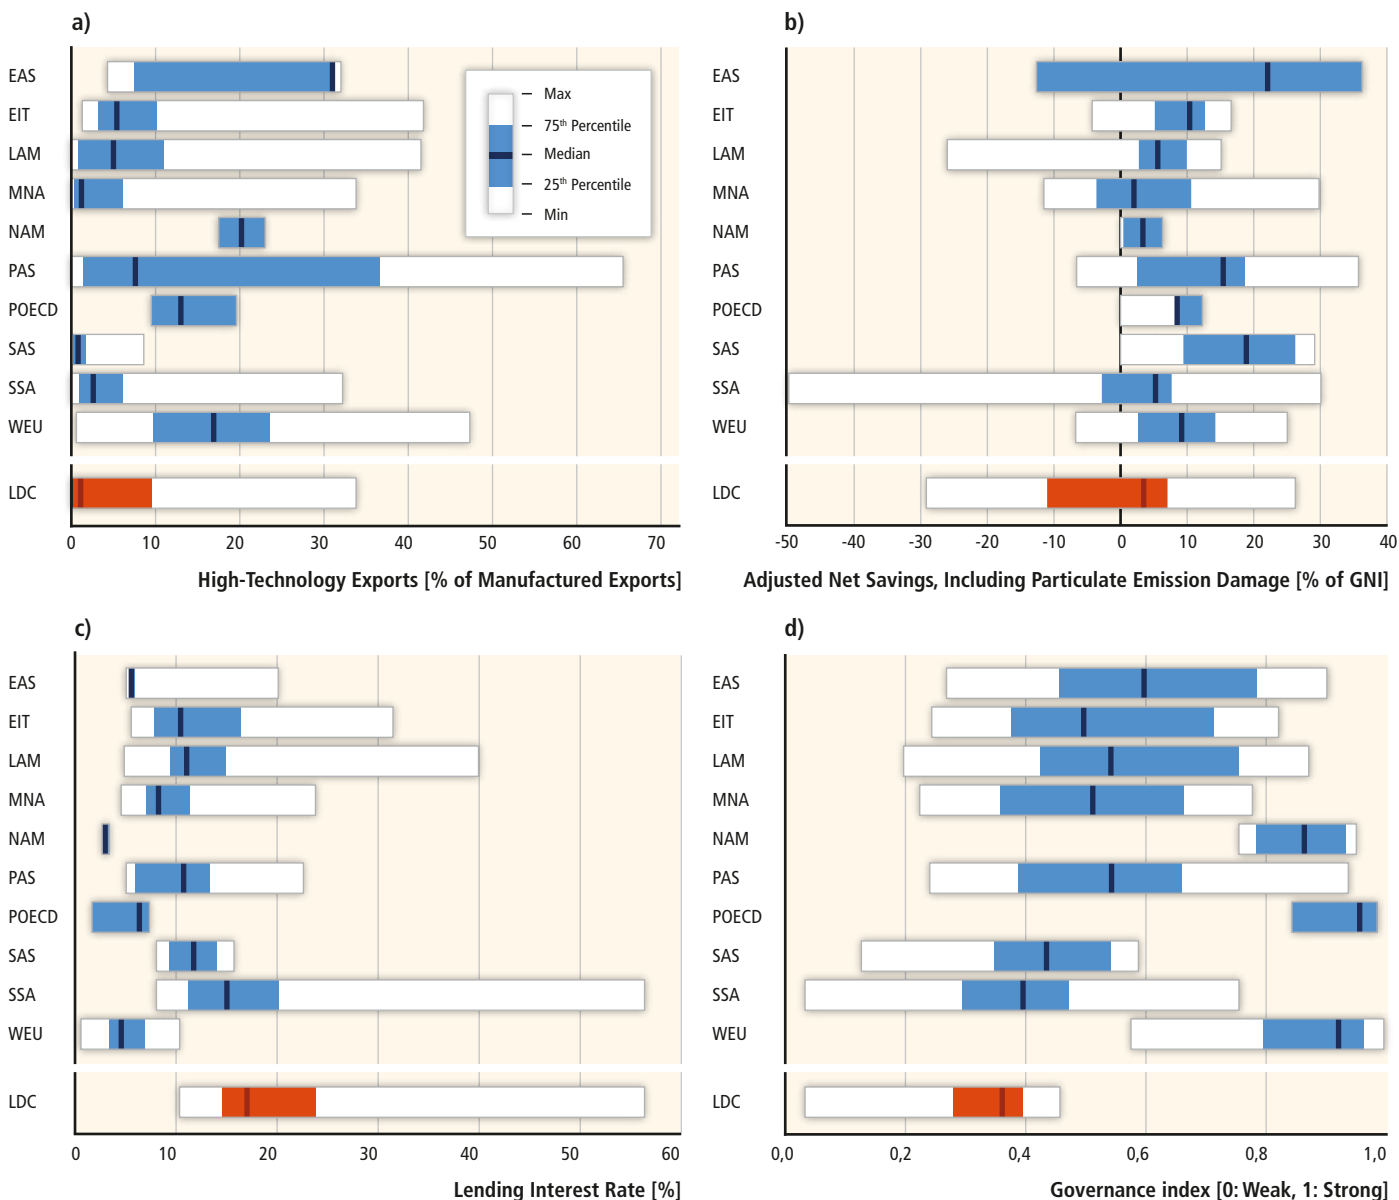 a)
EAS
EIT
LAM
MNA
NAM
PAS
POECD
SAS
SSA
WEU
LDC
Max
75th Percentile
Median
25th Percentile
Min
0 10 20 30 40 50 60 70
High-Technology Exports [% of Manufactured Exports]
b)
EAS
EIT
LAM
MNA
NAM
PAS
POECD
SAS
SSA
WEU
LDC
-50 -40 -30 -20 -10 0 10 20 30 40
Adjusted Net Savings, Including Particulate Emission Damage [% of GNI]
c)
EAS
EIT
LAM
MNA
NAM
PAS
POECD
SAS
SSA
WEU
LDC
0 10 20 30 40 50 60
Lending Interest Rate [%]
d)
EAS
EIT
LAM
MNA
NAM
PAS
POECD
SAS
SSA
WEU
LDC
0,0 0,2 0,4 0,6 0,8 1,0
Governance index [0: Weak, 1: Strong]